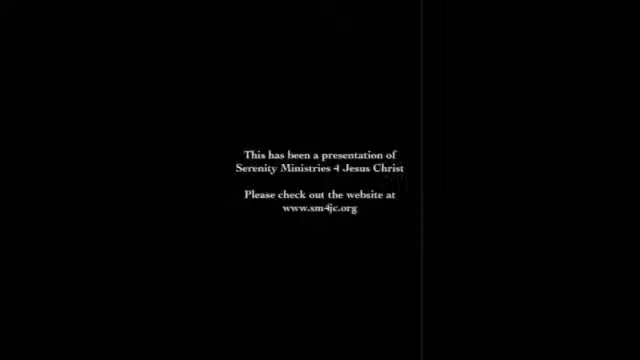 This has been a presentation of
Serenity Ministries 4 Jesus Christ
Please check out the website at
www.sm4jc.org